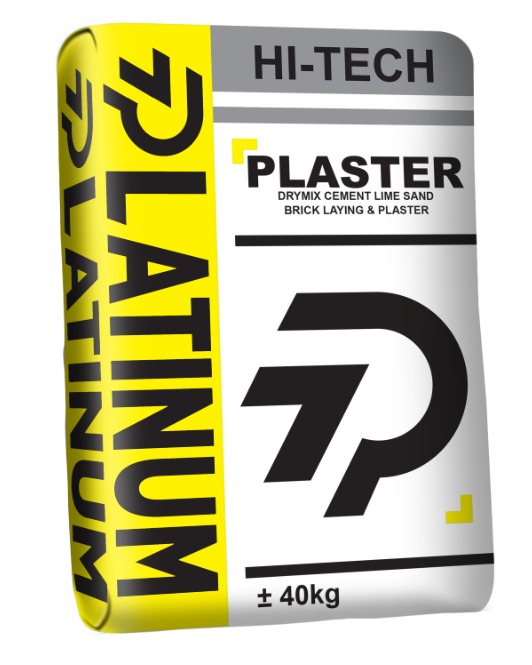 HI-TECH
PLASTER
DRYMIX CEMENT LIME SAND
BRICK LAYING & PLASTER
± 40kg
PLATINUM
PLATINUM